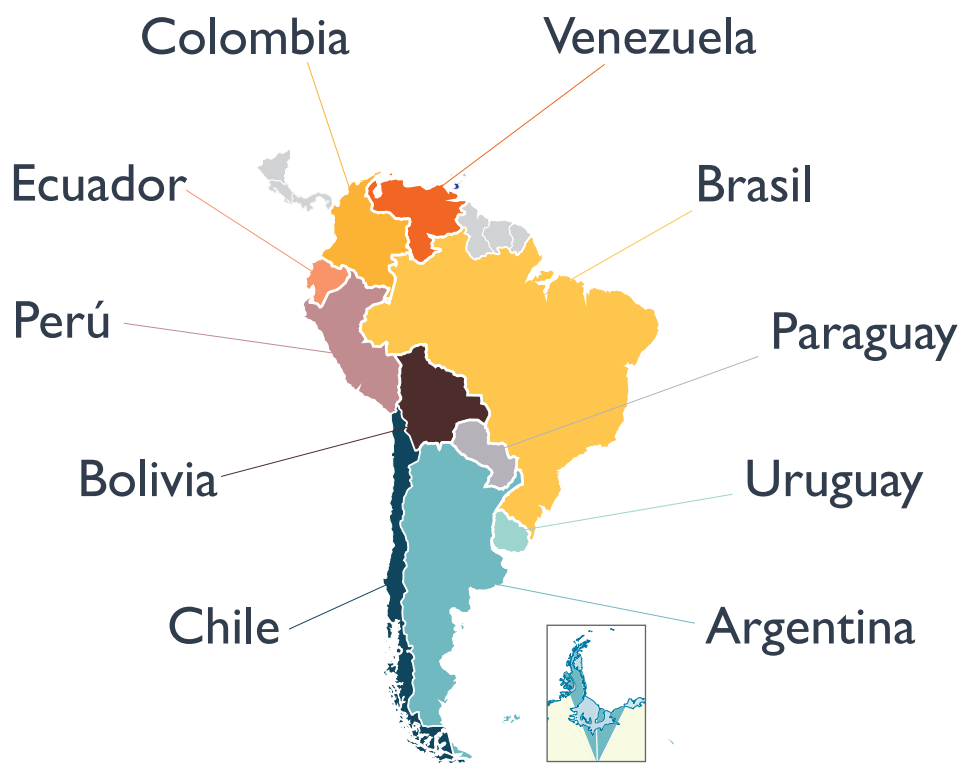 Colombia
Venezuela
Ecuador
Brasil
Perú
Paraguay
Bolivia
Uruguay
Chile
Argentina